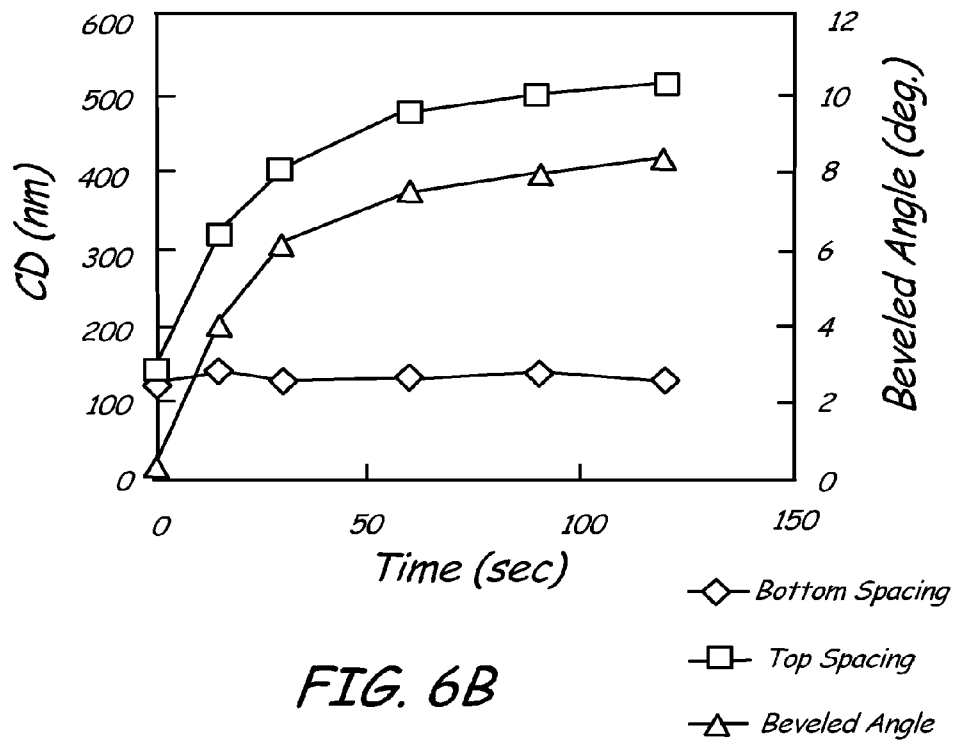 600
500
400
300
200
100
0
CD (nm)
12
10
8
6
4
2
0
Beveled Angle (deg.)
0 50 100 150
Time (sec)
Bottom Spacing
Top Spacing
Beveled Angle
FIG. 6B